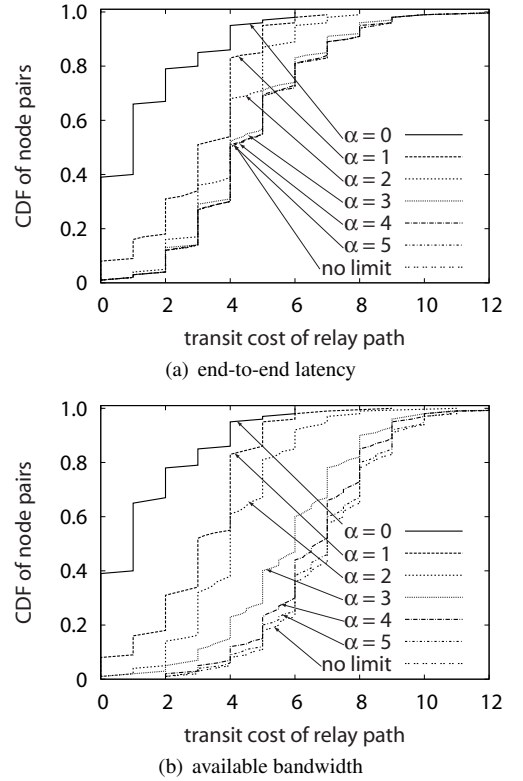 1.0
0.8
0.6
0.4
0.2
0
CDF of node pairs
α = 0
α = 1
α = 2
α = 3
α = 4
α = 5
no limit
0 2 4 6 8 10 12
transit cost of relay path
(a) end-to-end latency
1.0
0.8
0.6
0.4
0.2
0
CDF of node pairs
α = 0
α = 1
α = 2
α = 3
α = 4
α = 5
no limit
0 2 4 6 8 10 12
transit cost of relay path
(b) available bandwidth